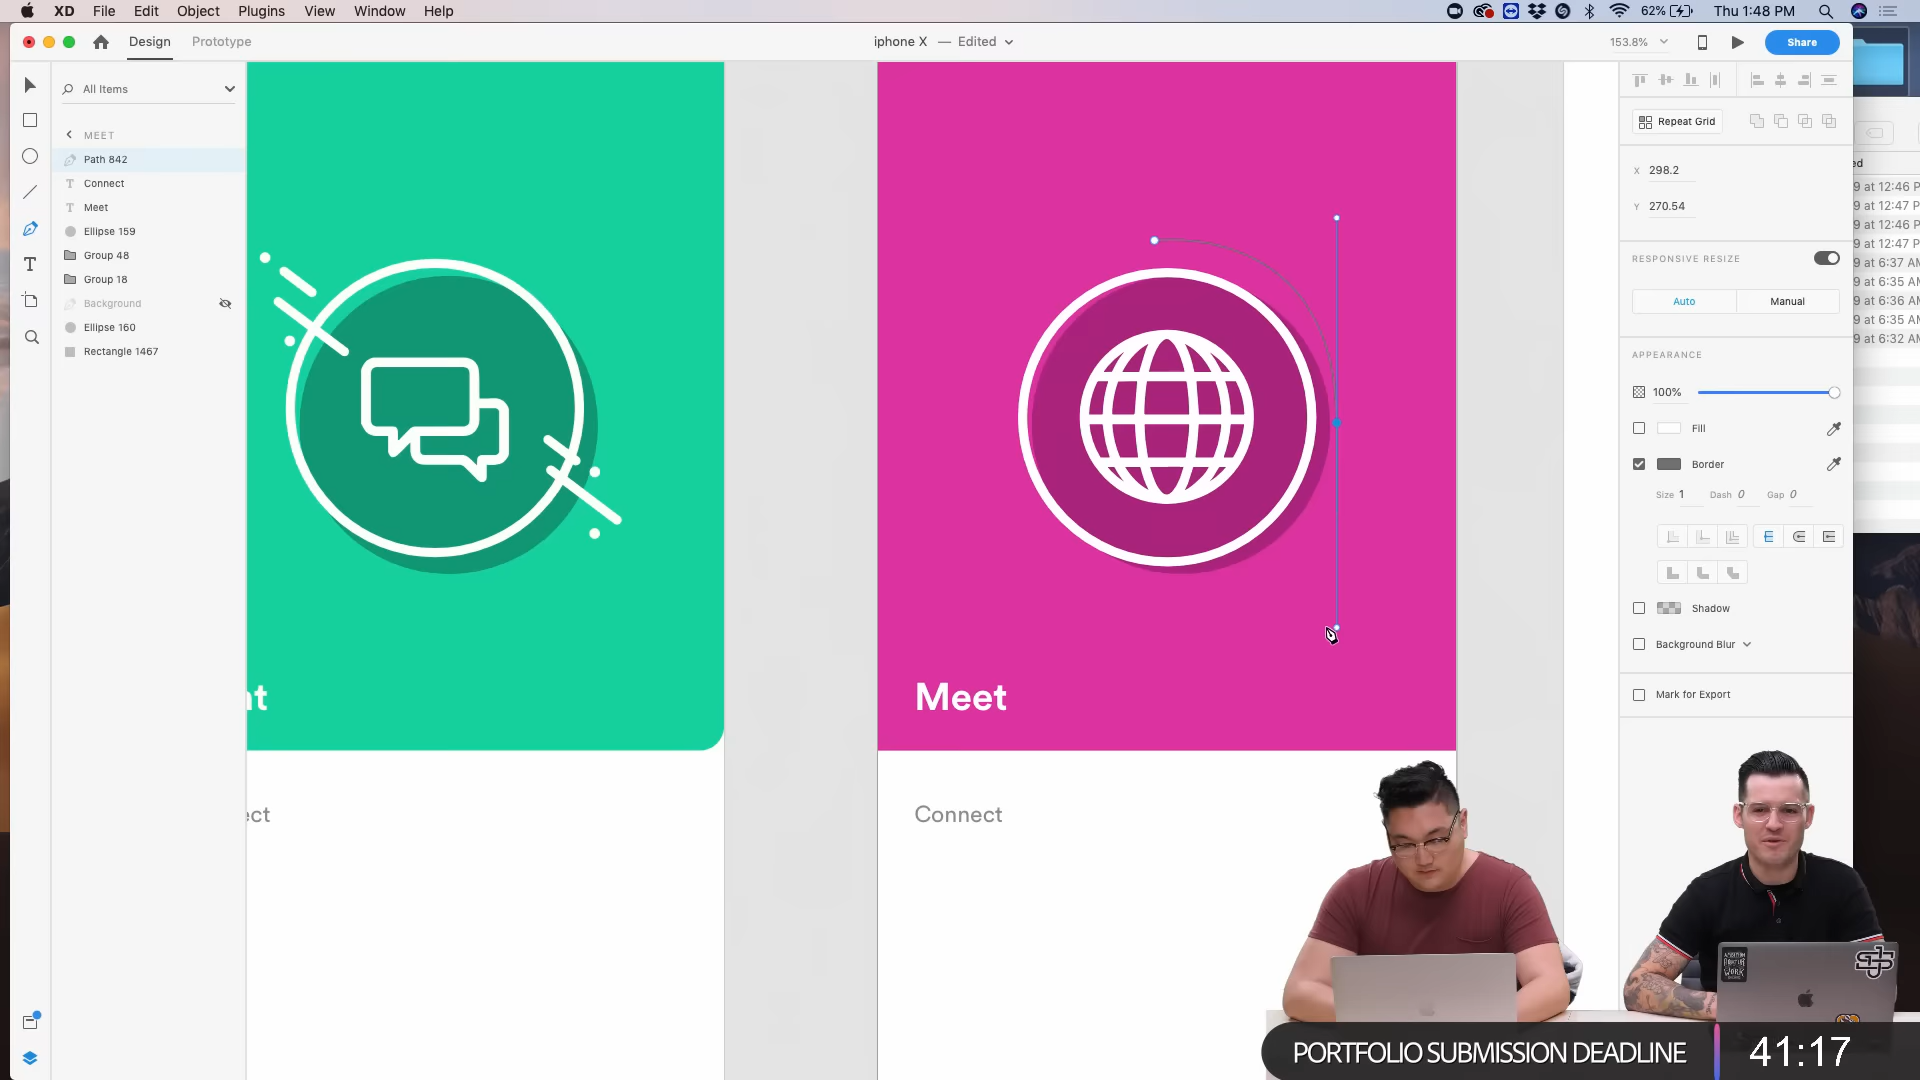 XD File Edit Object Plugins View Window Help
62% Thu 1:48 PM
Design Prototype
iphone X — Edited
153.8%
Share
All Items
MEET
Path 842
Connect
Meet
Ellipse 159
Group 48
Group 18
Background
Ellipse 160
Rectangle 1467
nt
ect
Meet
Connect
Repeat Grid
X 298.2
Y 270.54
RESPONSIVE RESIZE
Auto Manual
APPEARANCE
100%
Fill
Border
Size 1 Dash 0 Gap 0
Shadow
Background Blur
Mark for Export
ed
9 at 12:46 P
9 at 12:47 P
9 at 12:46 P
9 at 12:47 P
9 at 6:37 AM
9 at 6:35 AM
9 at 6:36 AM
9 at 6:35 AM
9 at 6:32 AM
PORTFOLIO SUBMISSION DEADLINE
41:17